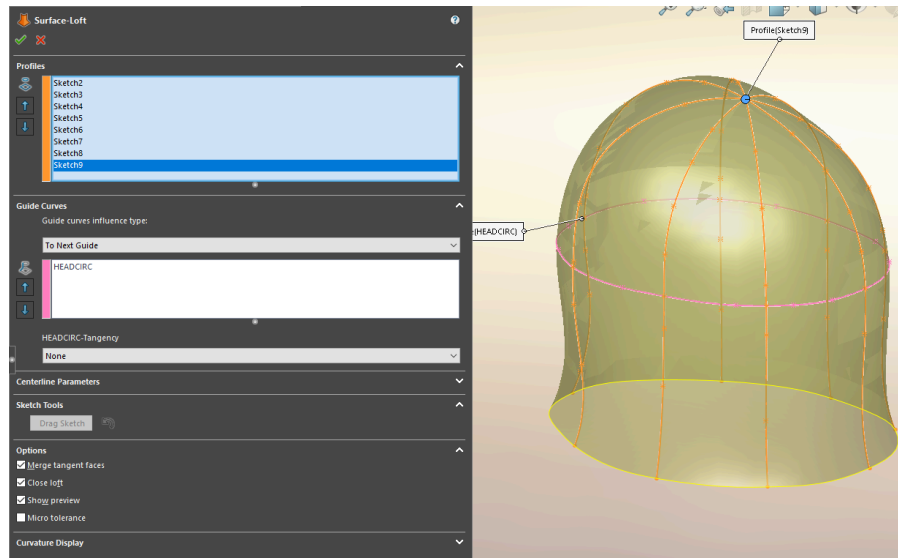 Surface-Loft
Profiles
Sketch2
Sketch3
Sketch4
Sketch5
Sketch6
Sketch7
Sketch8
Sketch9
Guide Curves
Guide curves influence type:
To Next Guide
HEADCIRC
HEADCIRC-Tangency
None
Centerline Parameters
Sketch Tools
Drag Sketch
Options
Merge tangent faces
Close loft
Show preview
Micro tolerance
Curvature Display
Profile(Sketch9)
(HEADCIRC)